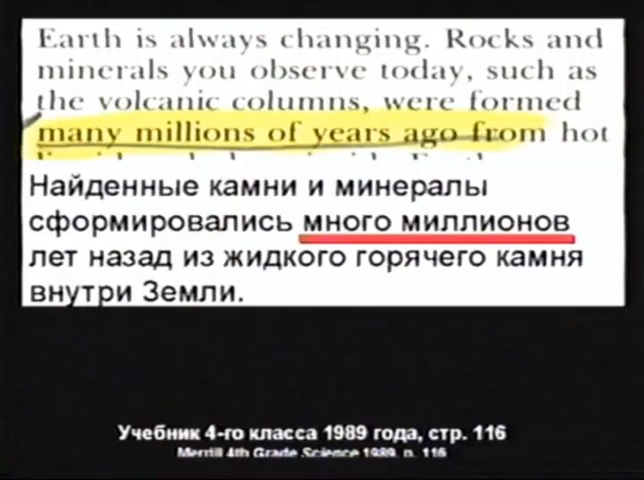 Earth is always changing. Rocks and
minerals you observe today, such as
the volcanic columns, were formed
many millions of years ago from hot
Найденные камни и минералы
сформировались много миллионов
лет назад из жидкого горячего камня
внутри Земли.
Учебник 4-го класса 1989 года, стр. 116
Merrill 4th Grade Science 1989, p. 116